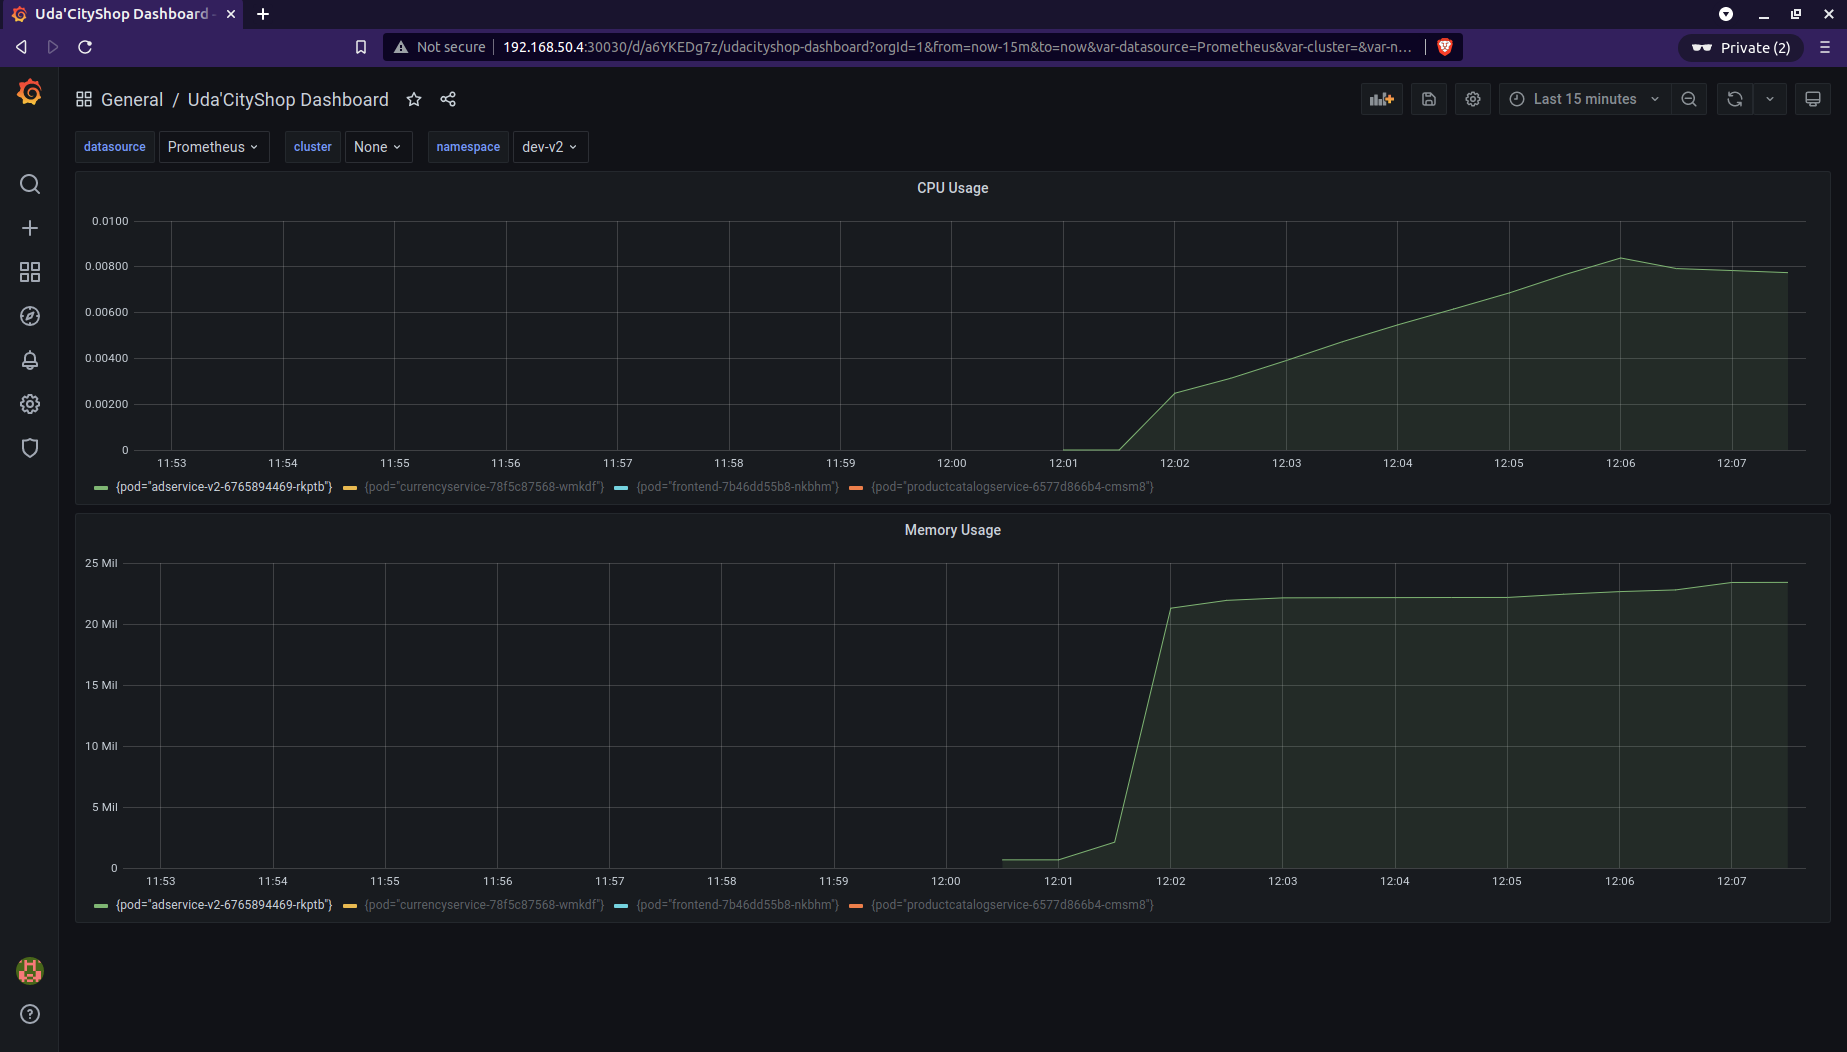 Uda'CityShop Dashboard -
Not secure 192.168.50.4:30030/d/a6YKEDg7z/udacityshop-dashboard?orgId=1&from=now-15m&to=now&var-datasource=Prometheus&var-cluster=&var-n...
Private (2)
General / Uda'CityShop Dashboard
Last 15 minutes
datasource Prometheus cluster None namespace dev-v2
CPU Usage
0.0100
0.00800
0.00600
0.00400
0.00200
0
11:53 11:54 11:55 11:56 11:57 11:58 11:59 12:00 12:01 12:02 12:03 12:04 12:05 12:06 12:07
{pod="adservice-v2-6765894469-rkptb"} {pod="currencyservice-78f5c87568-wmkdf"} {pod="frontend-7b46dd55b8-nkbhm"} {pod="productcatalogservice-6577d866b4-cmsm8"}
Memory Usage
25 Mil
20 Mil
15 Mil
10 Mil
5 Mil
0
11:53 11:54 11:55 11:56 11:57 11:58 11:59 12:00 12:01 12:02 12:03 12:04 12:05 12:06 12:07
{pod="adservice-v2-6765894469-rkptb"} {pod="currencyservice-78f5c87568-wmkdf"} {pod="frontend-7b46dd55b8-nkbhm"} {pod="productcatalogservice-6577d866b4-cmsm8"}